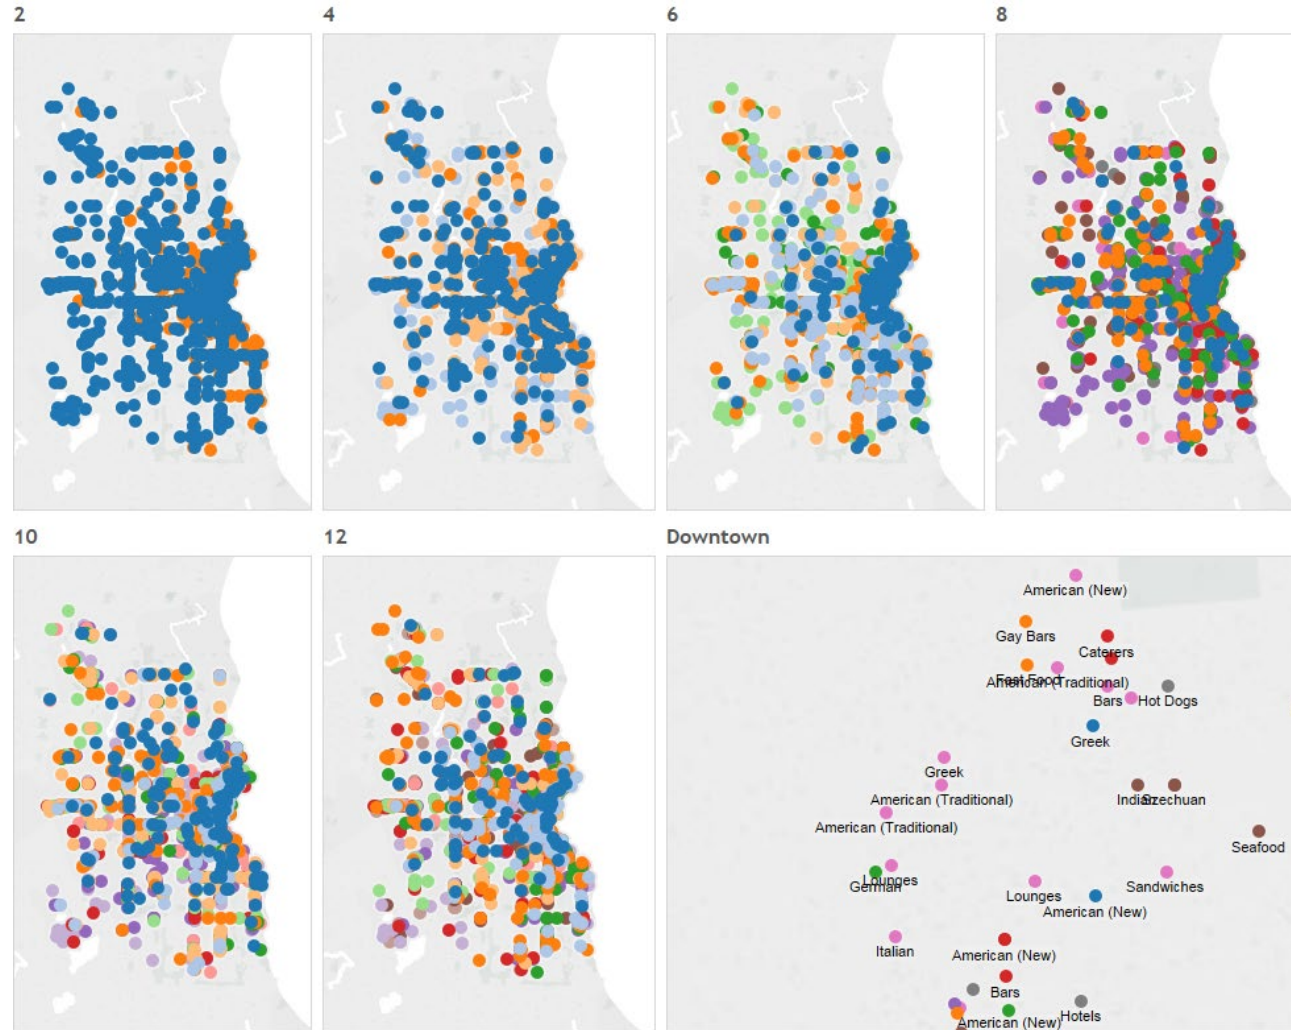 2
4
6
8
10
12
Downtown
American (New)
Gay Bars
Caterers
Fast Food
American (Traditional)
Bars
Hot Dogs
Greek
Greek
American (Traditional)
Indian
Szechuan
American (Traditional)
Seafood
Lounges
German
Lounges
Sandwiches
American (New)
Italian
American (New)
Bars
Hotels
American (New)